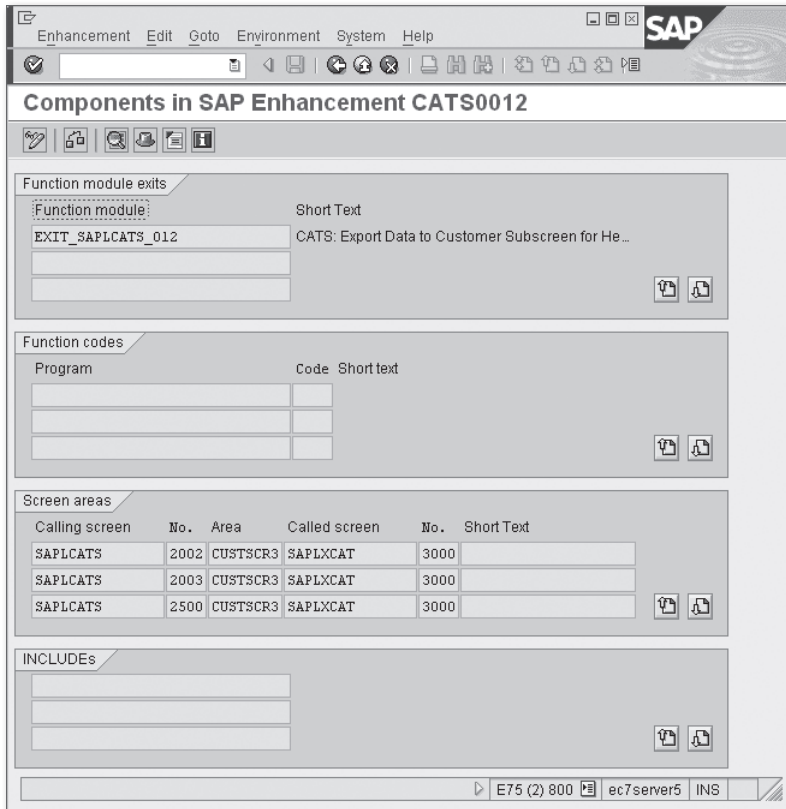 Enhancement Edit Goto Environment System Help
SAP
Components in SAP Enhancement CATS0012
Function module exits
Function module Short Text
EXIT_SAPLCATS_012 CATS: Export Data to Customer Subscreen for He...
Function codes
Program Code Short text
Screen areas
Calling screen No. Area Called screen No. Short Text
SAPLCATS 2002 CUSTSCR3 SAPLXCAT 3000
SAPLCATS 2003 CUSTSCR3 SAPLXCAT 3000
SAPLCATS 2500 CUSTSCR3 SAPLXCAT 3000
INCLUDEs
E75 (2) 800 ec7server5 INS